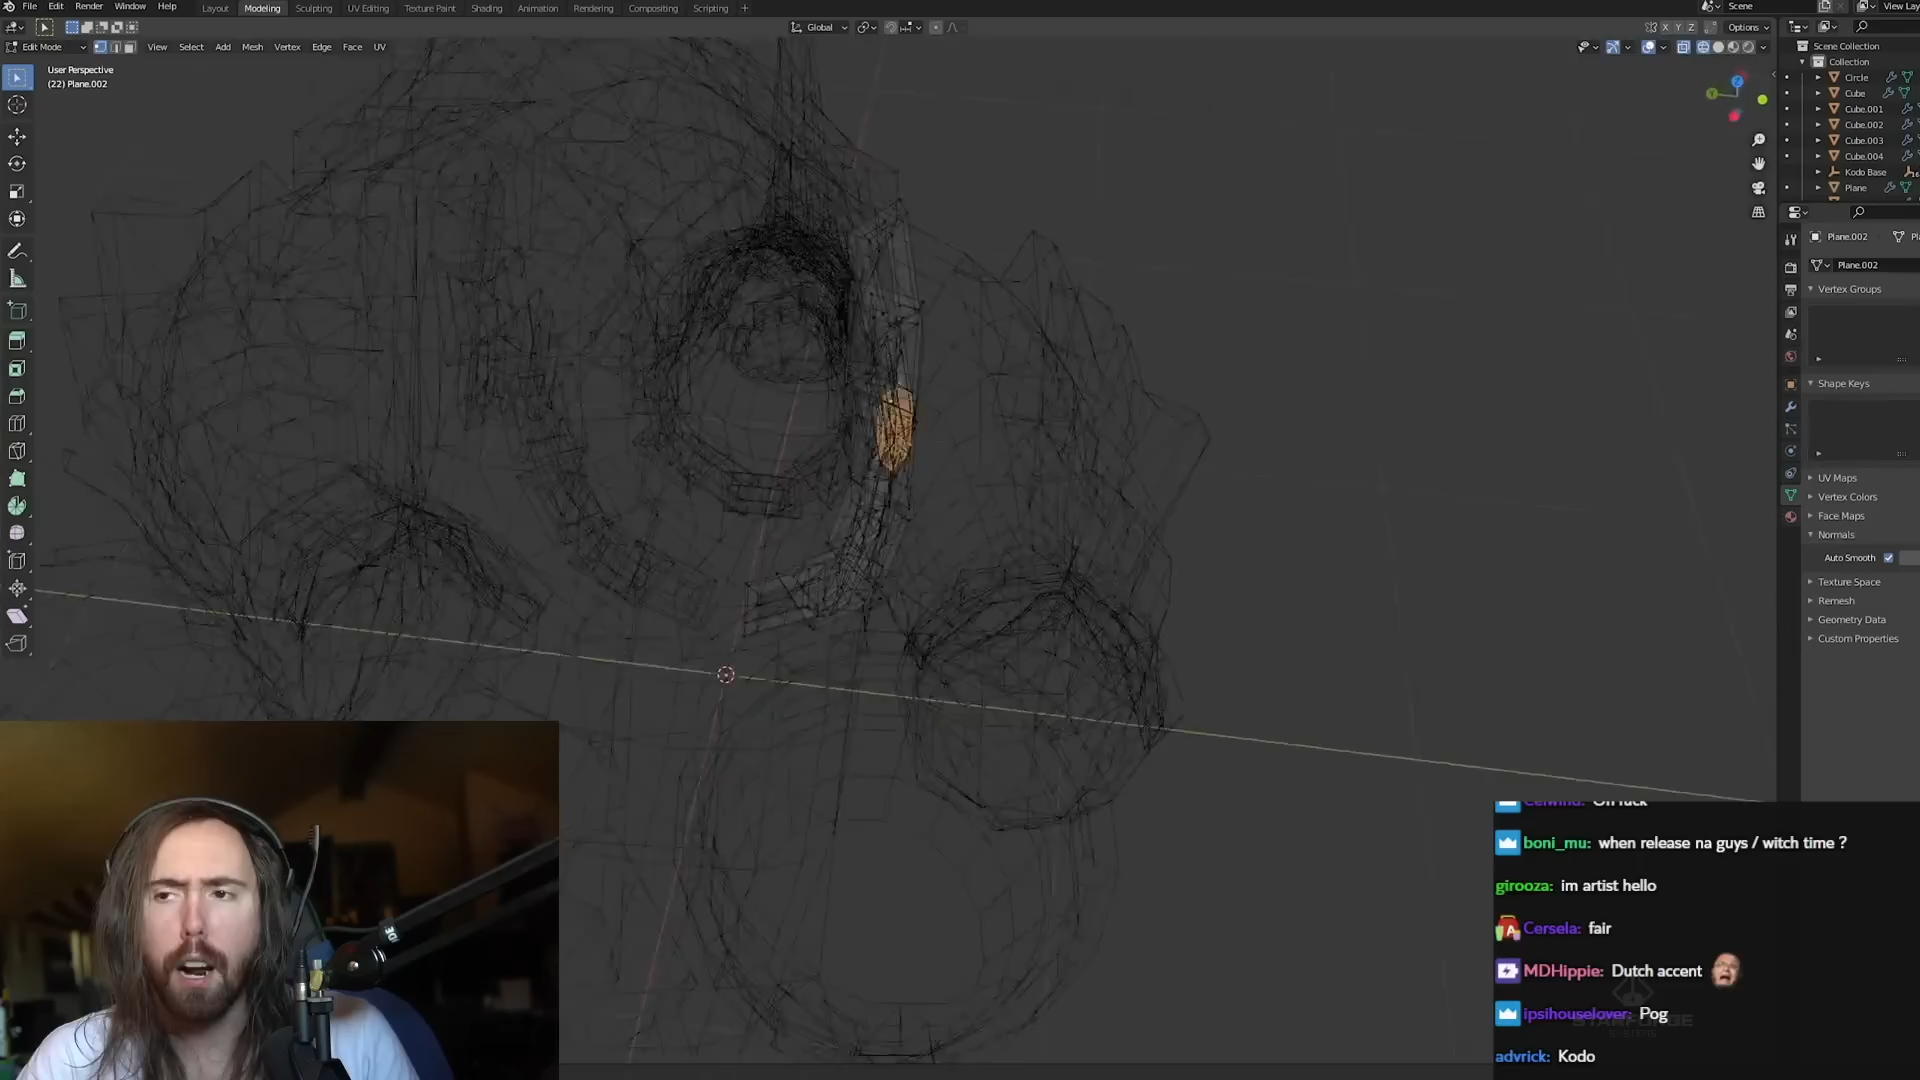 File Edit Render Window Help
Layout Modeling Sculpting UV Editing Texture Paint Shading Animation Rendering Compositing Scripting +
Scene
View Lay
Global
X Y Z
Options
Edit Mode
View Select Add Mesh Vertex Edge Face UV
User Perspective
(22) Plane.002
Scene Collection
Collection
Circle
Cube
Cube.001
Cube.002
Cube.003
Cube.004
Kodo Base
Plane
Plane.002
Plane.002
Vertex Groups
Shape Keys
UV Maps
Vertex Colors
Face Maps
Normals
Auto Smooth
Texture Space
Remesh
Geometry Data
Custom Properties
boni_mu: when release na guys / witch time ?
girooza: im artist hello
Cersela: fair
MDHippie: Dutch accent
ipsihouselover: Pog
STARFORGE
SYSTEMS
advrick: Kodo